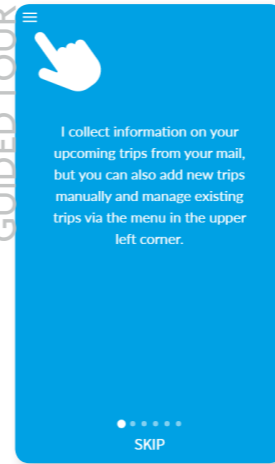 GUIDED TOUR
I collect information on your
upcoming trips from your mail,
but you can also add new trips
manually and manage existing
trips via the menu in the upper
left corner.
SKIP